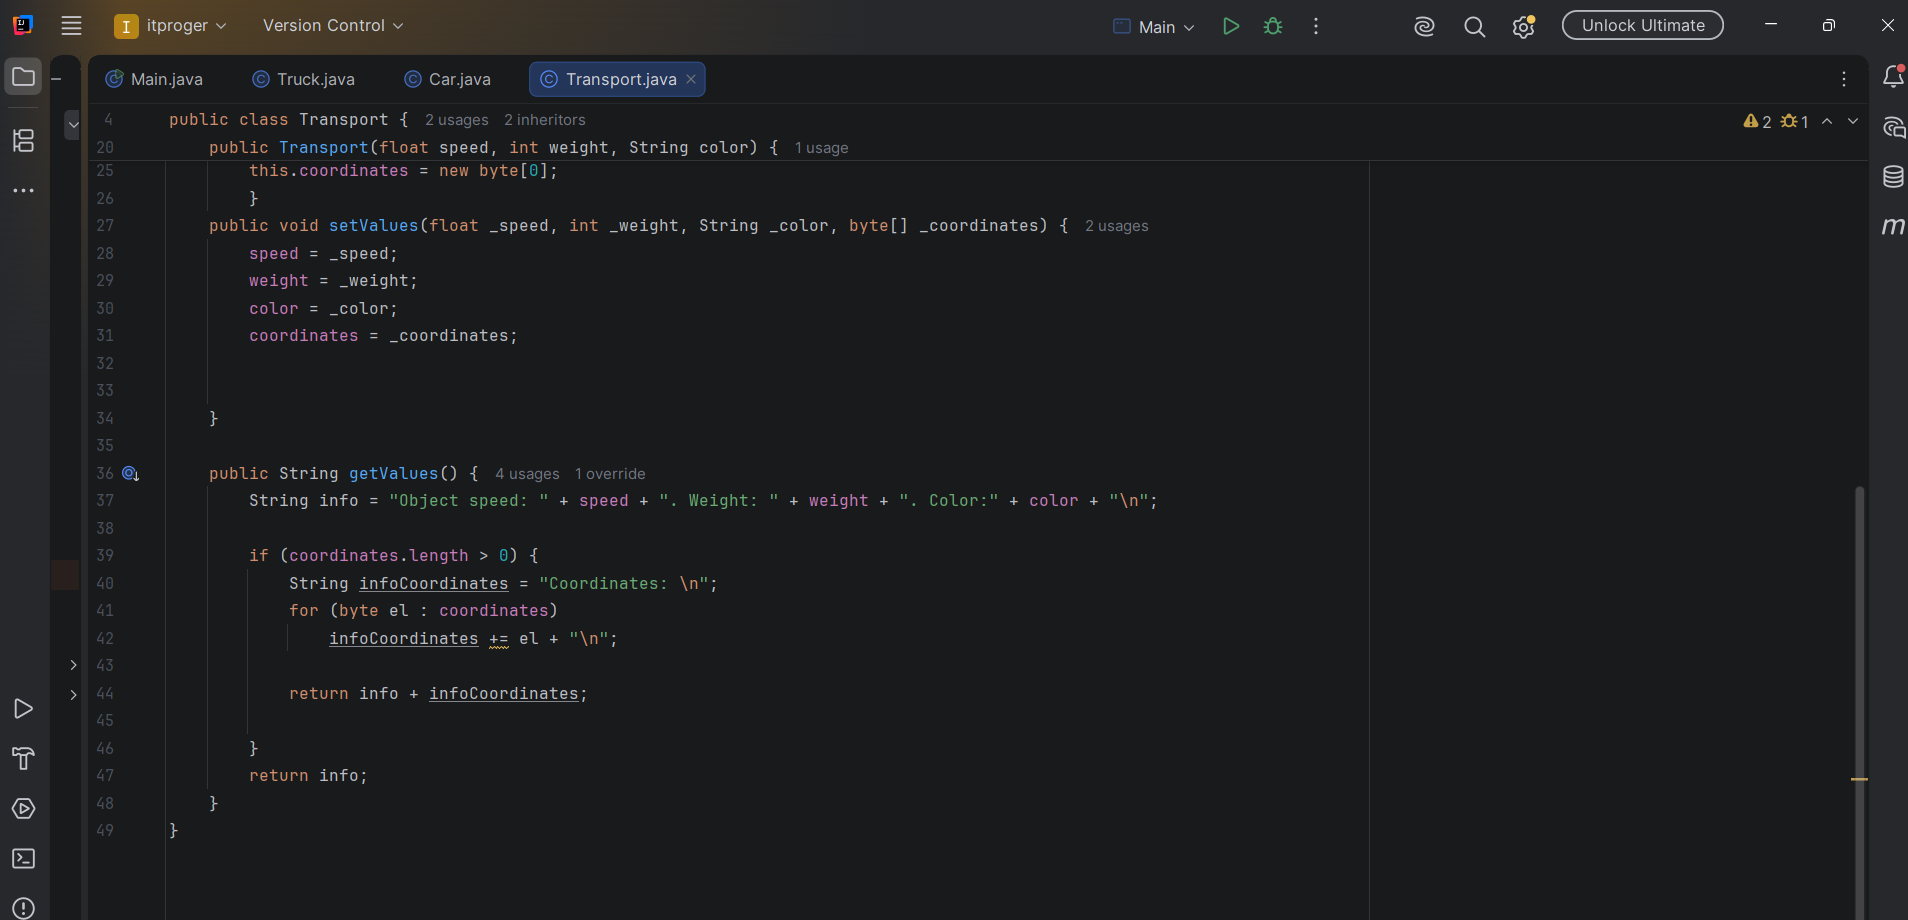 IJ
I itproger Version Control Main Unlock Ultimate
Main.java Truck.java Car.java Transport.java
4 public class Transport { 2 usages 2 inheritors
2 1
20 public Transport(float speed, int weight, String color) { 1 usage
25 this.coordinates = new byte[0];
26 }
27 public void setValues(float _speed, int _weight, String _color, byte[] _coordinates) { 2 usages
28 speed = _speed;
29 weight = _weight;
30 color = _color;
31 coordinates = _coordinates;
32
33
34 }
35
36 public String getValues() { 4 usages 1 override
37 String info = "Object speed: " + speed + ". Weight: " + weight + ". Color:" + color + "\n";
38
39 if (coordinates.length > 0) {
40 String infoCoordinates = "Coordinates: \n";
41 for (byte el : coordinates)
42 infoCoordinates += el + "\n";
43
44 return info + infoCoordinates;
45
46 }
47 return info;
48 }
49 }
m